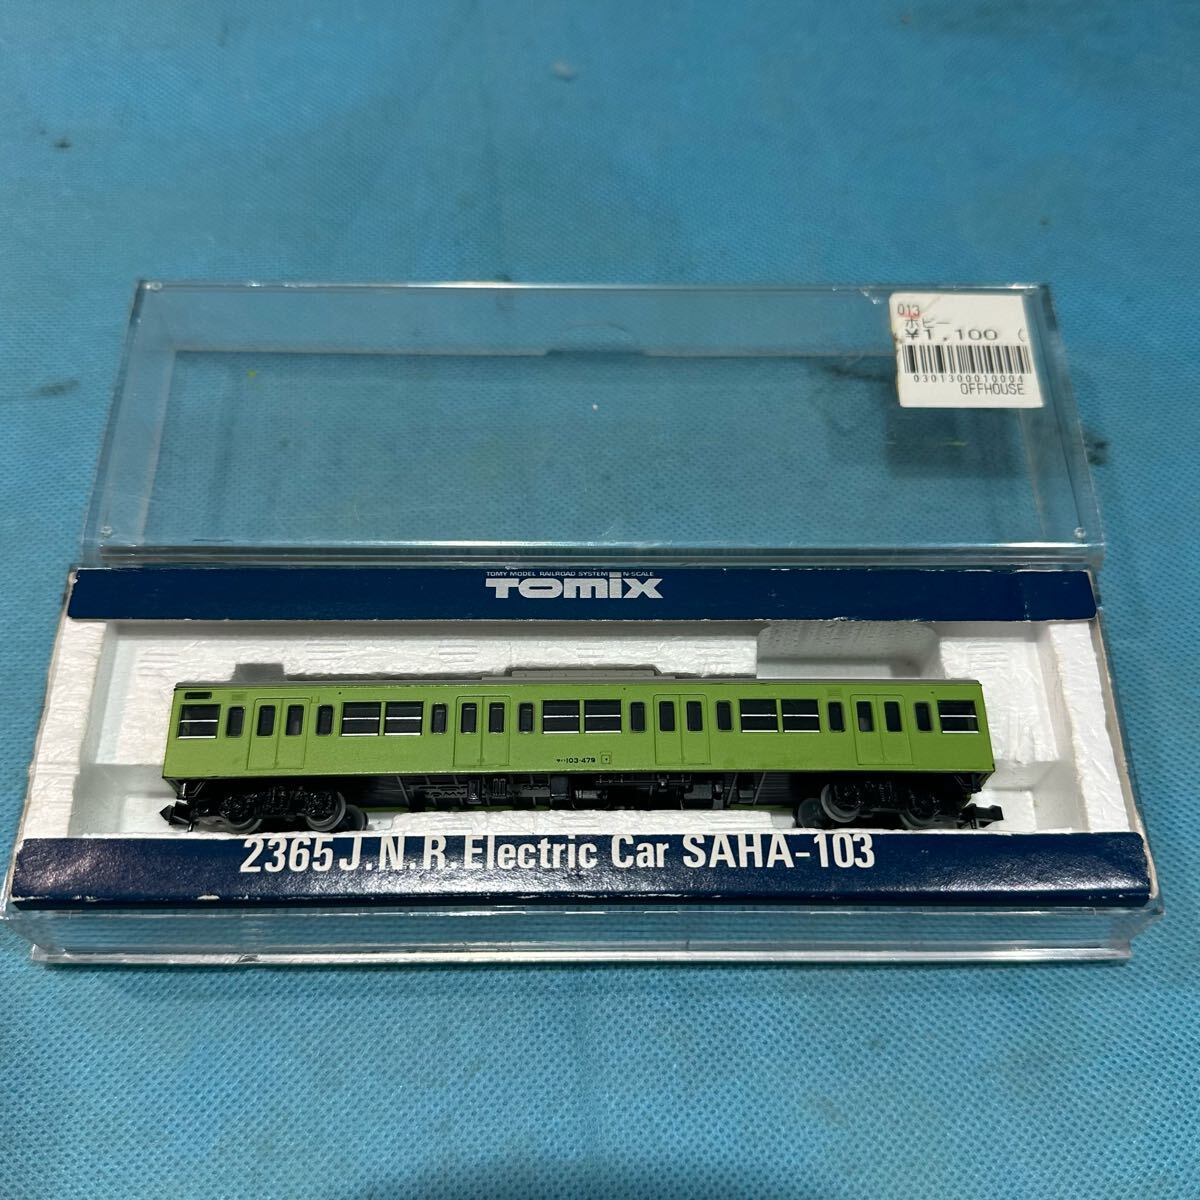 013
ホビー
¥1,100 (
0301300010004
OFFHOUSE
TOMY MODEL RAILROAD SYSTEM N-SCALE
TOMIX
サハ103-479
2365 J.N.R. Electric Car SAHA-103